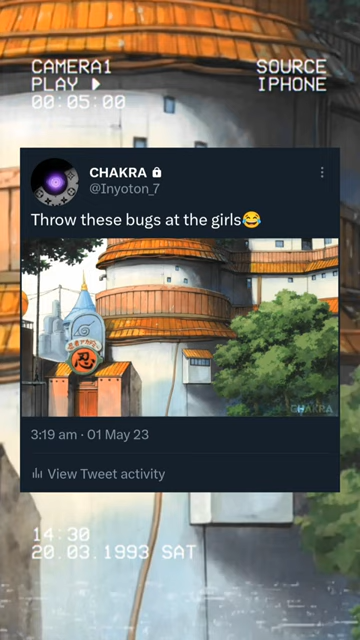 CAMERA1
PLAY ▶
00:05:00
SOURCE
IPHONE
CHAKRA 🔒
@Inyoton_7
Throw these bugs at the girls😂
忍
CHAKRA
3:19 am · 01 May 23
View Tweet activity
14:30
20.03.1993 SAT